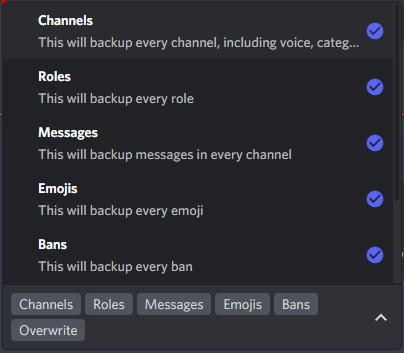 Channels
This will backup every channel, including voice, categ...
Roles
This will backup every role
Messages
This will backup messages in every channel
Emojis
This will backup every emoji
Bans
This will backup every ban
Channels Roles Messages Emojis Bans
Overwrite